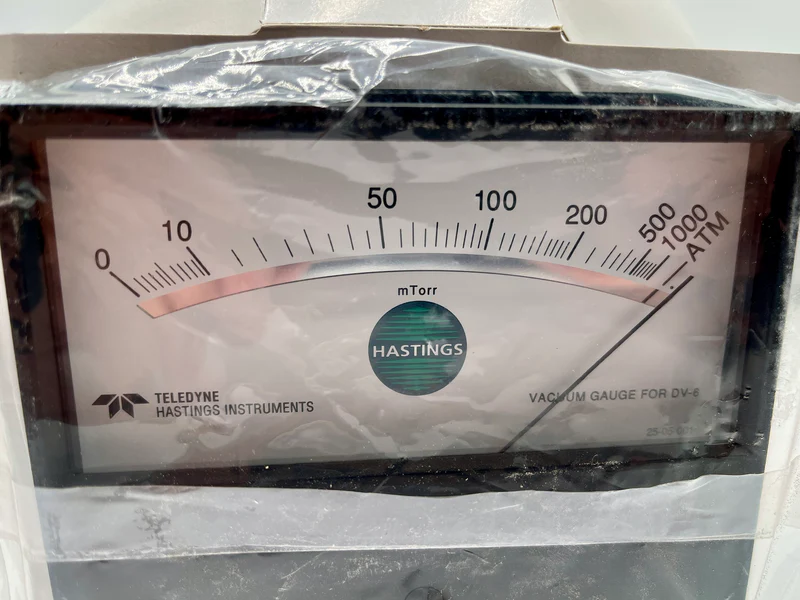 0 10 50 100 200 500 1000 ATM
mTorr
HASTINGS
TELEDYNE
HASTINGS INSTRUMENTS
VACUUM GAUGE FOR DV-6